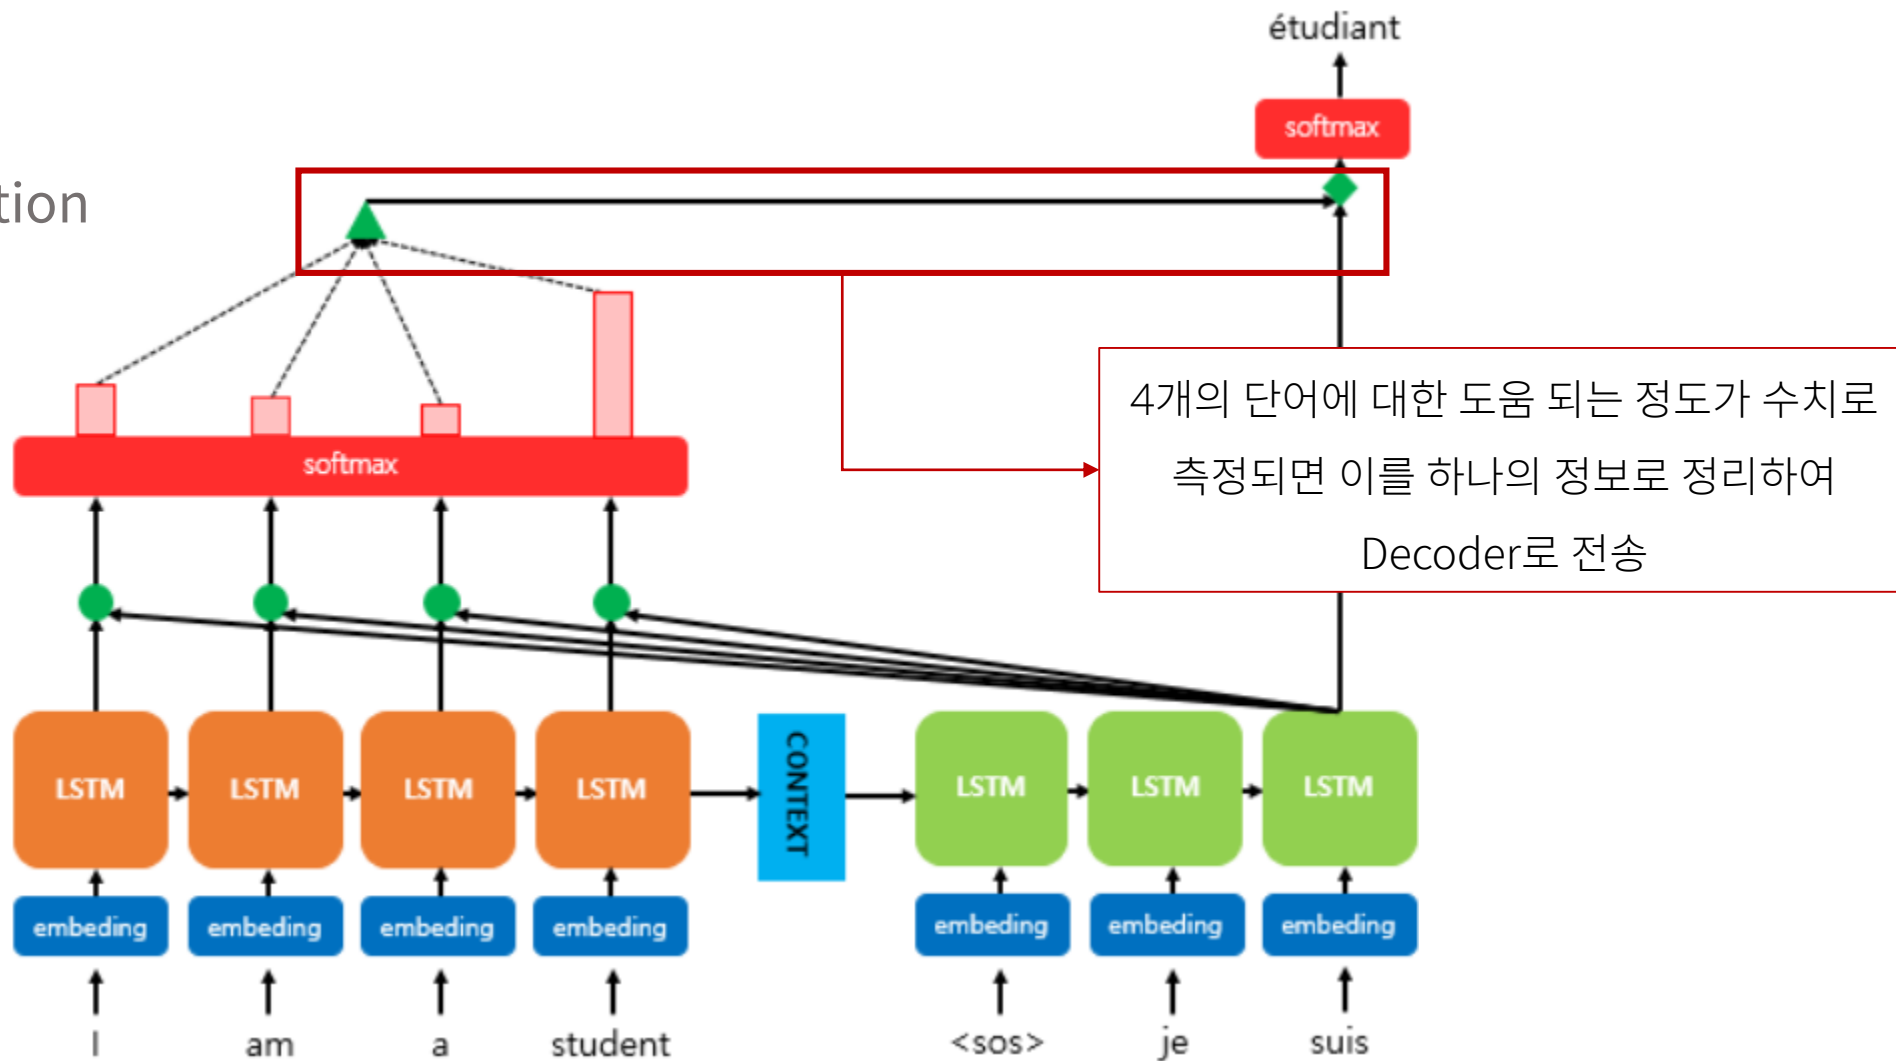 étudiant
softmax
tion
4개의 단어에 대한 도움 되는 정도가 수치로
측정되면 이를 하나의 정보로 정리하여
Decoder로 전송
softmax
LSTM LSTM LSTM LSTM CONTEXT LSTM LSTM LSTM
embeding embeding embeding embeding embeding embeding embeding
I am a student <sos> je suis